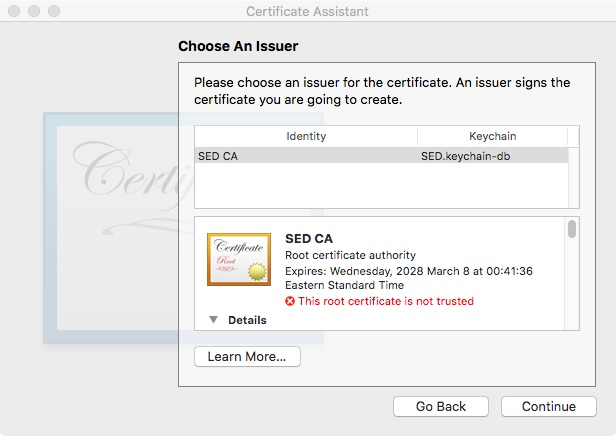 Certificate Assistant
Choose An Issuer
Please choose an issuer for the certificate. An issuer signs the
certificate you are going to create.
Identity Keychain
SED CA SED.keychain-db
Certificate
Certificate
Root
SED CA
Root certificate authority
Expires: Wednesday, 2028 March 8 at 00:41:36
Eastern Standard Time
This root certificate is not trusted
Details
Learn More...
Go Back Continue